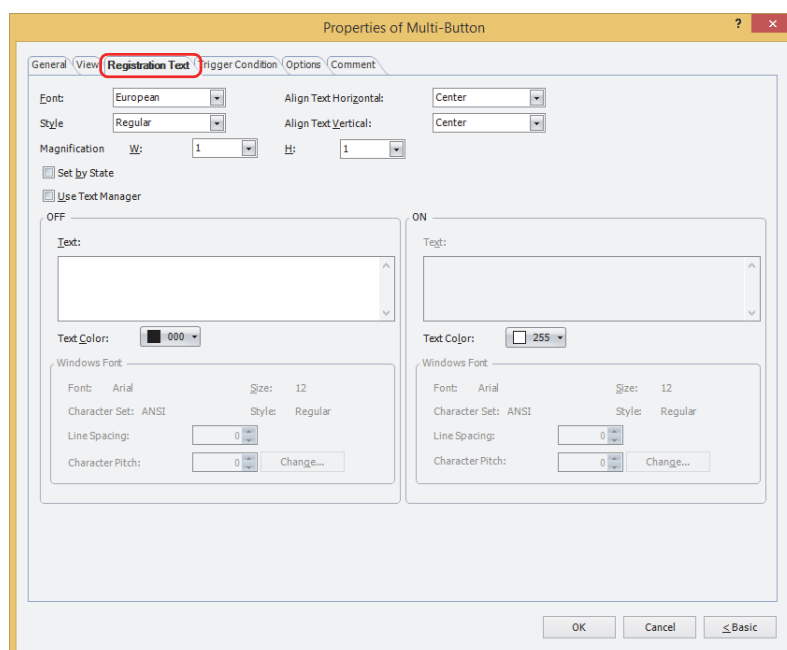 Properties of Multi-Button ? ×
General View Registration Text Trigger Condition Options Comment
Font: European Align Text Horizontal: Center
Style Regular Align Text Vertical: Center
Magnification W: 1 H: 1
Set by State
Use Text Manager
OFF ON
Text: Text:
Text Color: 000 Text Color: 255
Windows Font Windows Font
Font: Arial Size: 12 Font: Arial Size: 12
Character Set: ANSI Style: Regular Character Set: ANSI Style: Regular
Line Spacing: 0 Line Spacing: 0
Character Pitch: 0 Change... Character Pitch: 0 Change...
OK Cancel < Basic